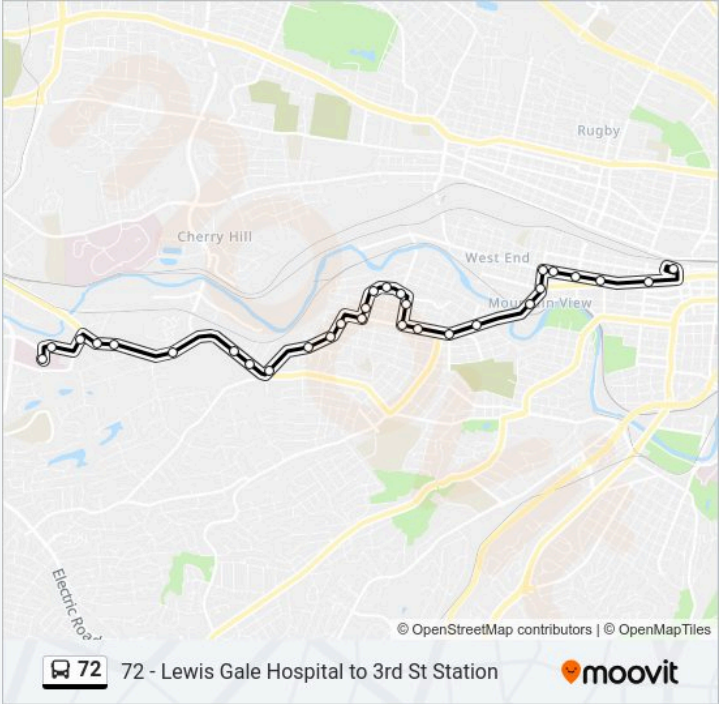 Rugby
Cherry Hill
West End
Mountain View
Electric Road
© OpenStreetMap contributors | © OpenMapTiles
72 72 - Lewis Gale Hospital to 3rd St Station moovit